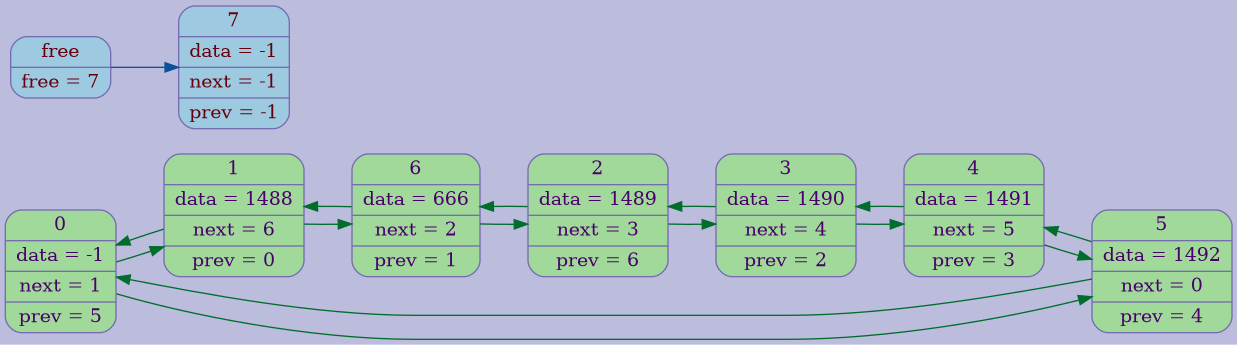 free
free = 7
7
data = -1
next = -1
prev = -1
0
data = -1
next = 1
prev = 5
1
data = 1488
next = 6
prev = 0
6
data = 666
next = 2
prev = 1
2
data = 1489
next = 3
prev = 6
3
data = 1490
next = 4
prev = 2
4
data = 1491
next = 5
prev = 3
5
data = 1492
next = 0
prev = 4